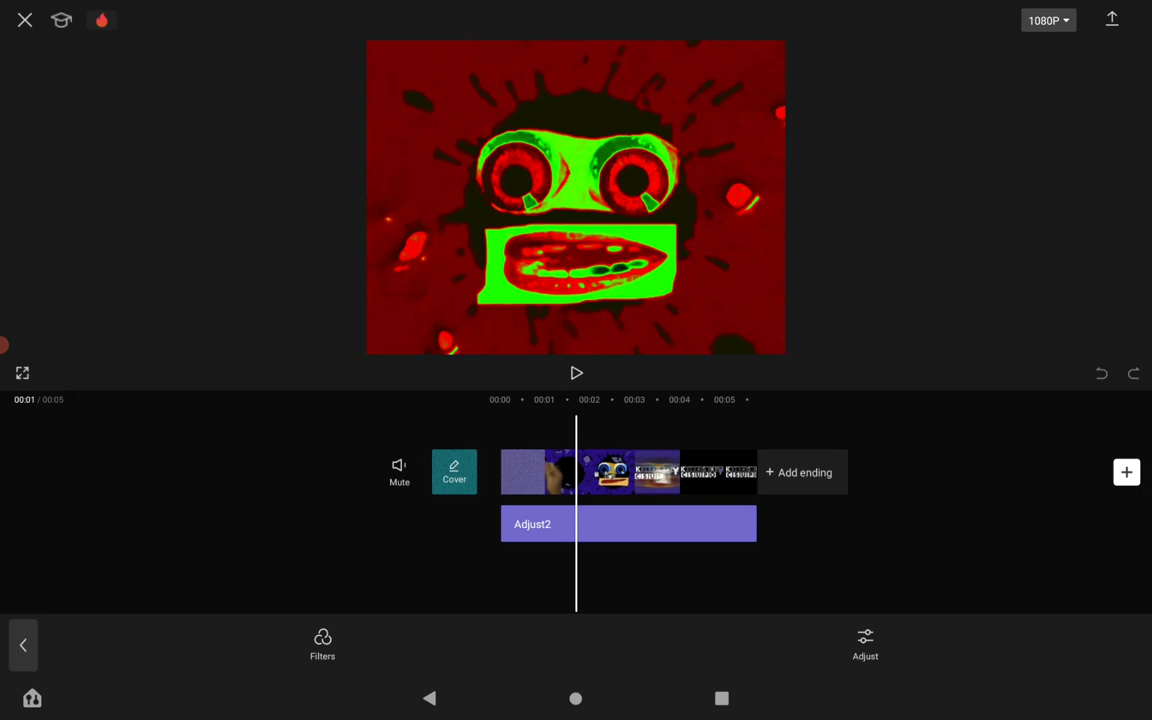 1080P
00:01 / 00:05
00:00 • 00:01 • 00:02 • 00:03 • 00:04 • 00:05 •
Mute
Cover
+ Add ending
Adjust2
Filters
Adjust